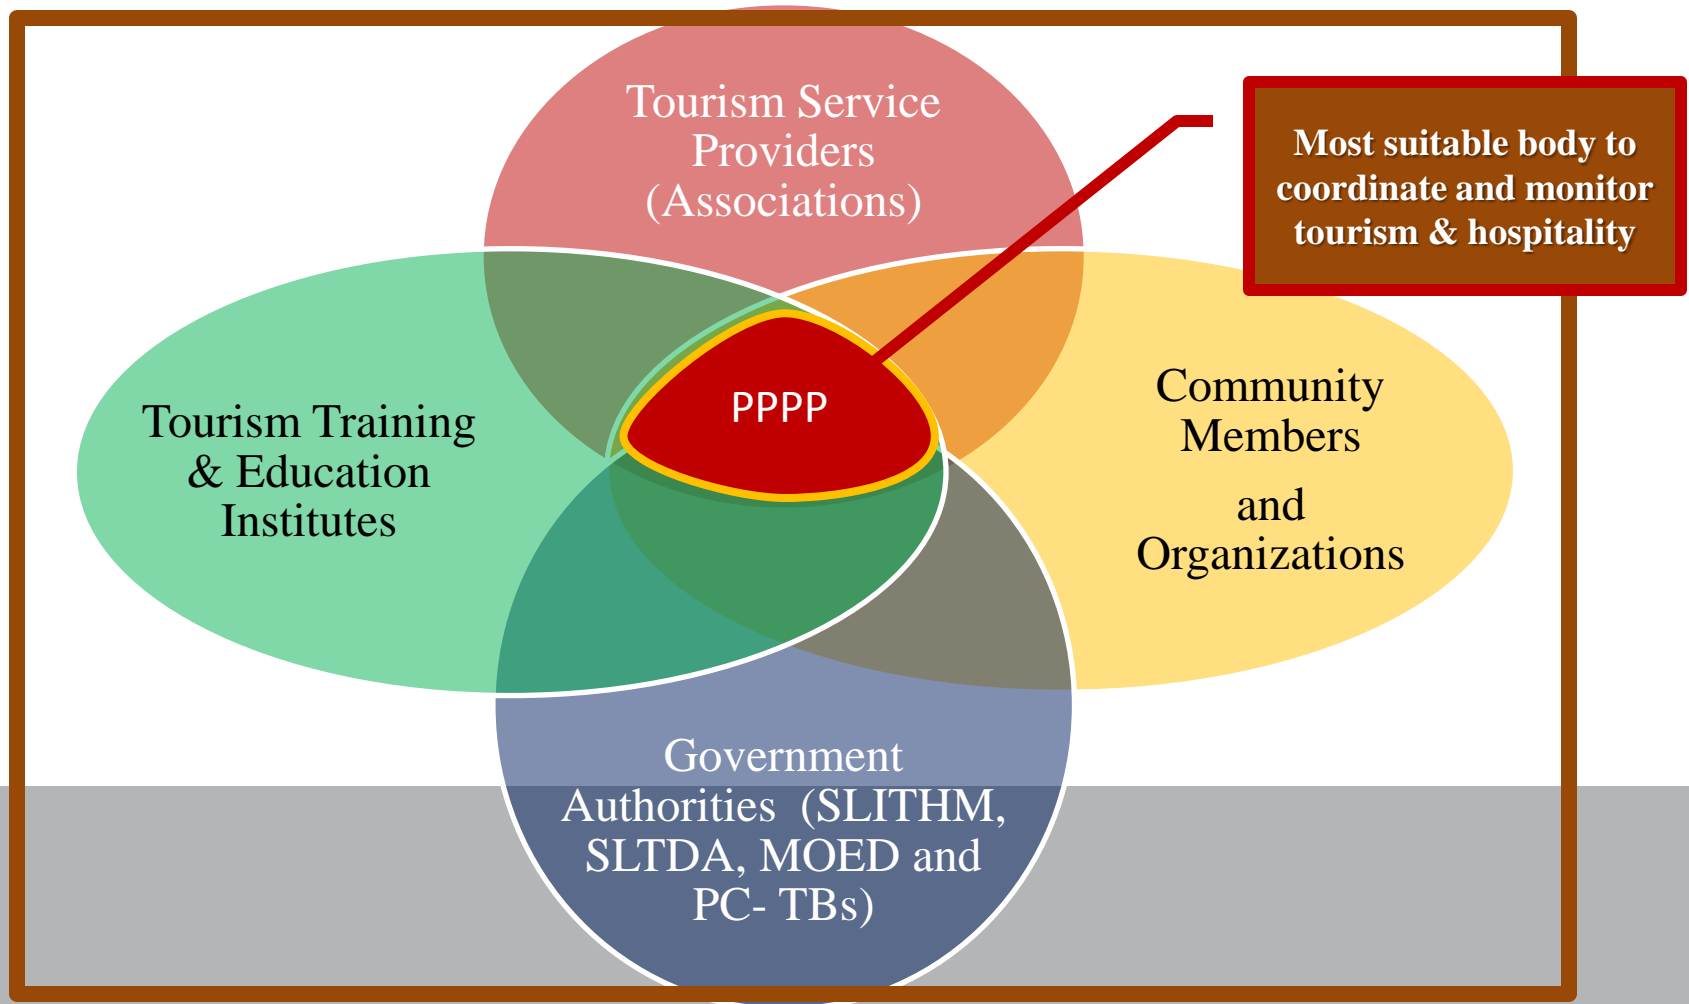 Tourism Service
Providers
(Associations)
Most suitable body to
coordinate and monitor
tourism & hospitality
PPPP
Tourism Training
& Education
Institutes
Community
Members
and
Organizations
Government
Authorities  (SLITHM,
SLTDA, MOED and
PC- TBs)